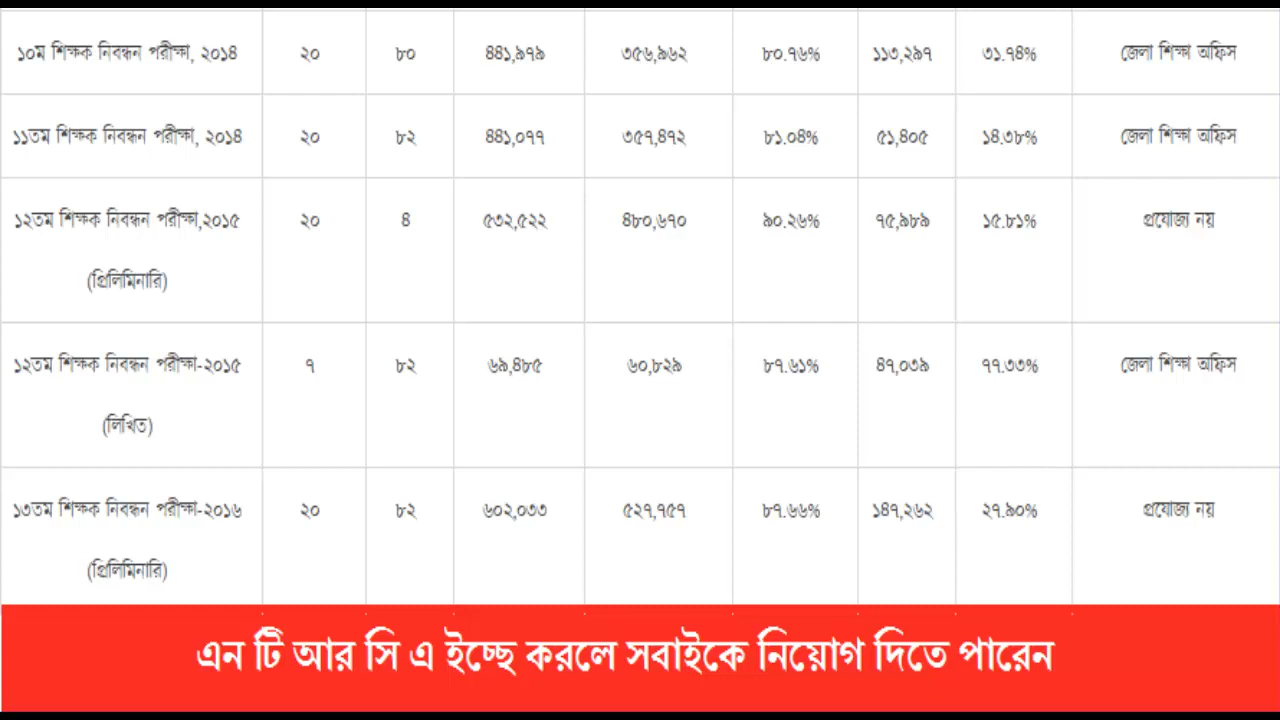 ১০ম শিক্ষক নিবন্ধন পরীক্ষা, ২০১৪ ২০ ৮০ ৪৪১,৯৭৯ ৩৫৬,৯৬২ ৮০.৭৬% ১১৩,২৯৭ ৩১.৭৪% জেলা শিক্ষা অফিস
১১তম শিক্ষক নিবন্ধন পরীক্ষা, ২০১৪ ২০ ৮২ ৪৪১,০৭৭ ৩৫৭,৪৭২ ৮১.০৪% ৫১,৪০৫ ১৪.৩৮% জেলা শিক্ষা অফিস
১২তম শিক্ষক নিবন্ধন পরীক্ষা,২০১৫ ২০ ৪ ৫৩২,৫২২ ৪৮০,৬৭০ ৯০.২৬% ৭৫,৯৮৯ ১৫.৮১% প্রযোজ্য নয়
(প্রিলিমিনারি)
১২তম শিক্ষক নিবন্ধন পরীক্ষা-২০১৫ ৭ ৮২ ৬৯,৪৮৫ ৬০,৮২৯ ৮৭.৬১% ৪৭,০৩৯ ৭৭.৩৩% জেলা শিক্ষা অফিস
(লিখিত)
১৩তম শিক্ষক নিবন্ধন পরীক্ষা-২০১৬ ২০ ৮২ ৬০২,০৩৩ ৫২৭,৭৫৭ ৮৭.৬৬% ১৪৭,২৬২ ২৭.৯০% প্রযোজ্য নয়
(প্রিলিমিনারি)
এন টি আর সি এ ইচ্ছে করলে সবাইকে নিয়োগ দিতে পারেন